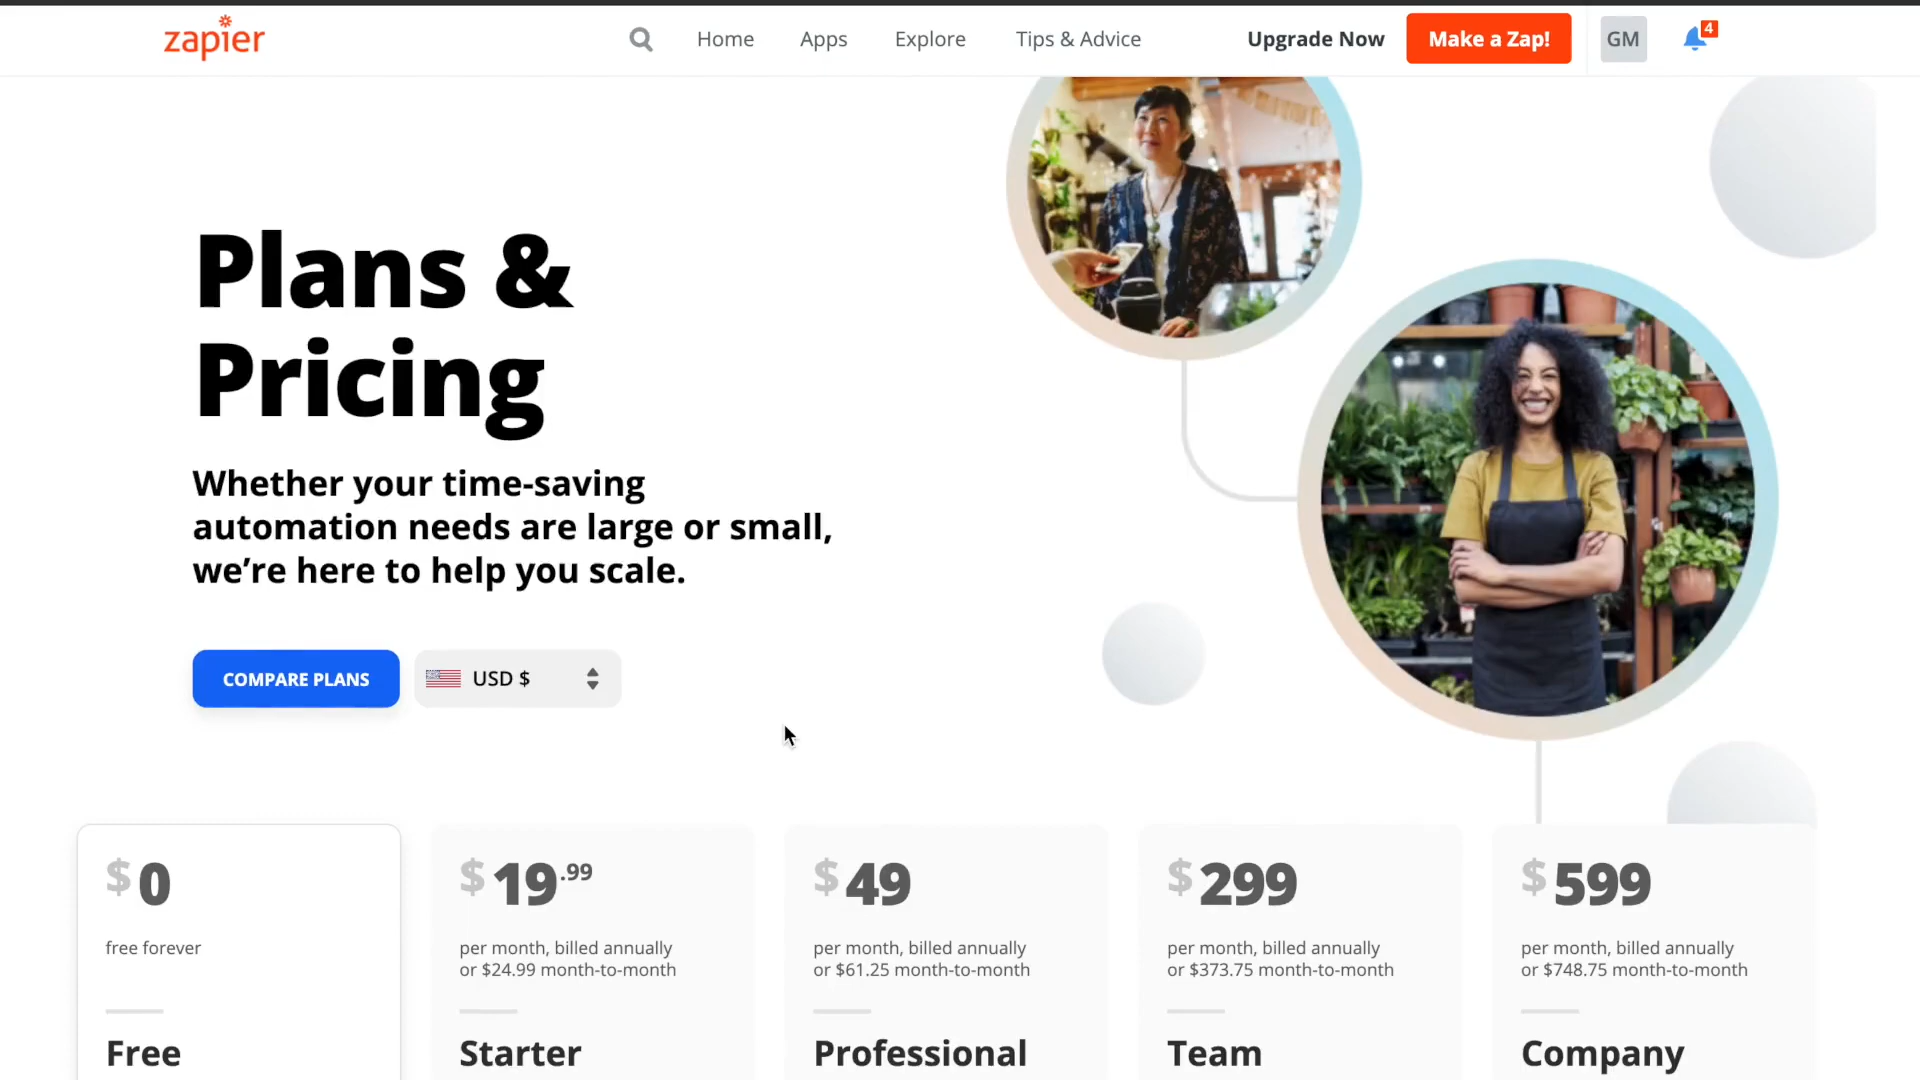 zapier
Home
Apps
Explore
Tips & Advice
Upgrade Now
Make a Zap!
GM
4
Plans &
Pricing
Whether your time-saving
automation needs are large or small,
we’re here to help you scale.
COMPARE PLANS
USD $
$0
free forever
Free
$19.99
per month, billed annually
or $24.99 month-to-month
Starter
$49
per month, billed annually
or $61.25 month-to-month
Professional
$299
per month, billed annually
or $373.75 month-to-month
Team
$599
per month, billed annually
or $748.75 month-to-month
Company